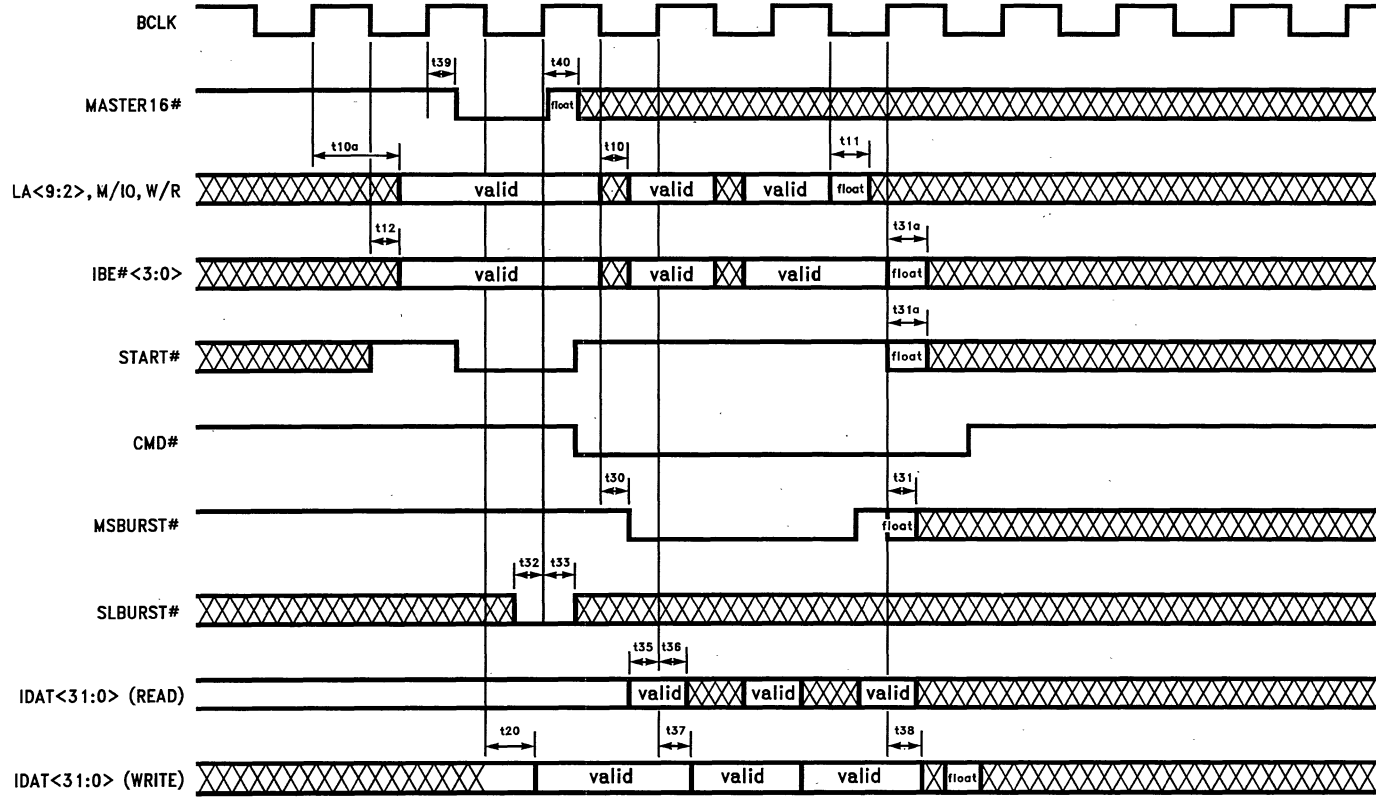 BCLK
t39 t40
MASTER16# float
t10a t10 t11
LA<9:2>, M/IO, W/R valid valid valid float
t12 t31a
IBE#<3:0> valid valid valid float
t31a
START# float
CMD#
t30 t31
MSBURST# float
t32 t33
SLBURST#
t35 t36
IDAT<31:0> (READ) valid valid valid
t20 t37 t38
IDAT<31:0> (WRITE) valid valid valid float